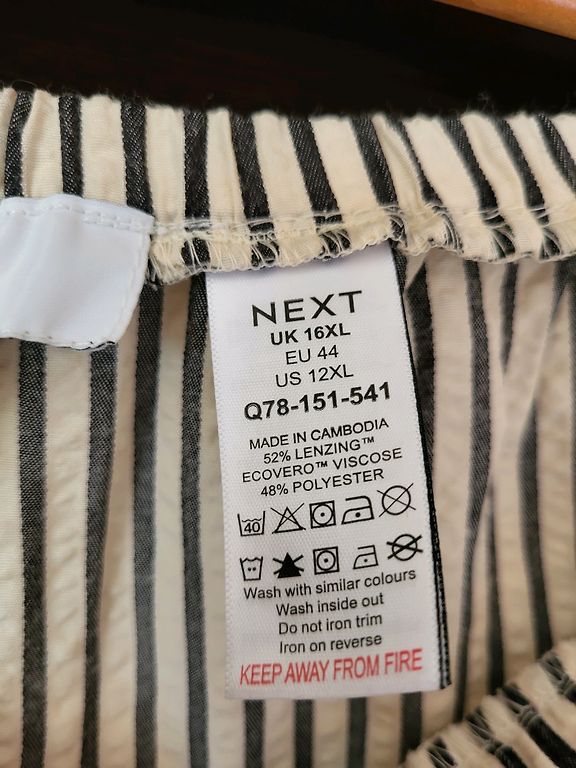 NEXT
UK 16XL
EU 44
US 12XL
Q78-151-541
MADE IN CAMBODIA
52% LENZING™
ECOVERO™ VISCOSE
48% POLYESTER
40
Wash with similar colours
Wash inside out
Do not iron trim
Iron on reverse
KEEP AWAY FROM FIRE